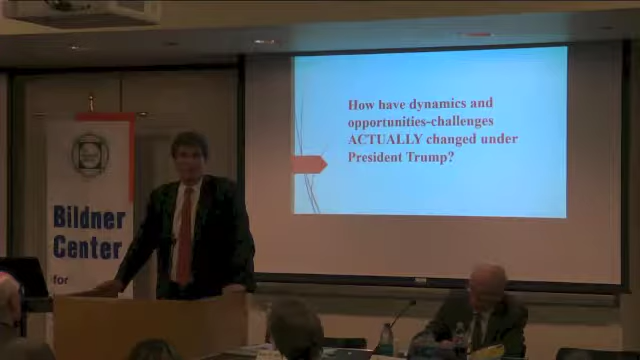 How have dynamics and
opportunities-challenges
ACTUALLY changed under
President Trump?
Bildner
Center
for